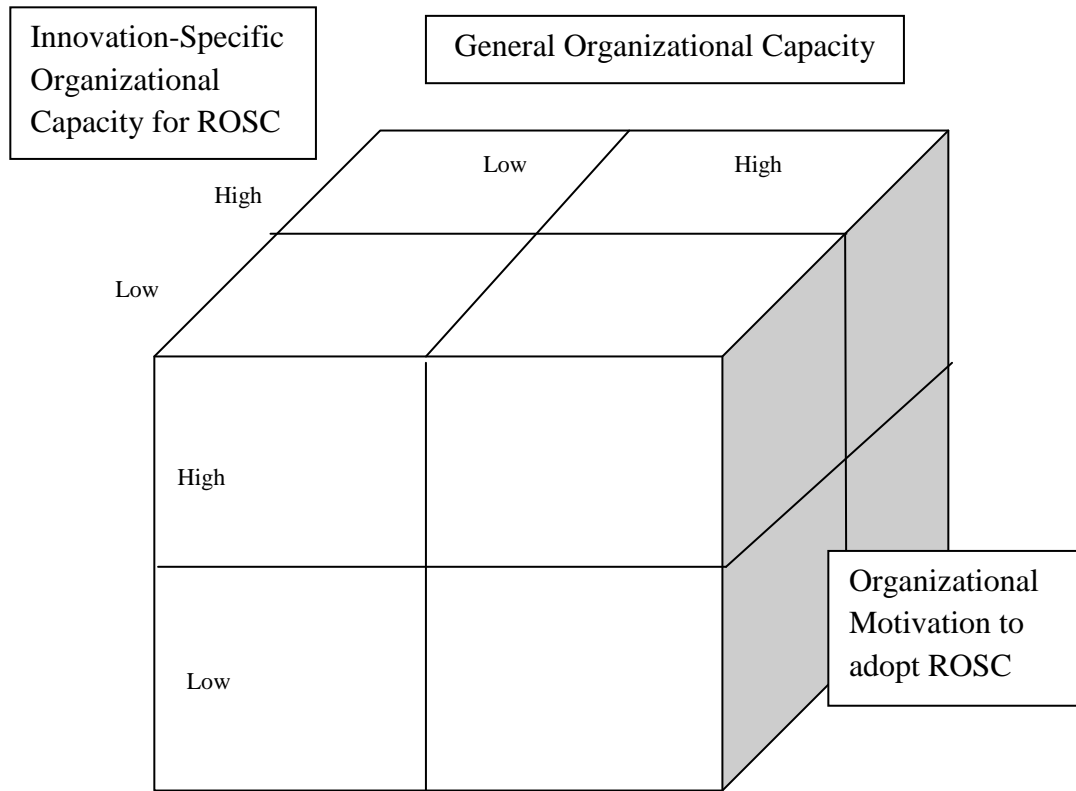 Innovation-Specific
Organizational
Capacity for ROSC
General Organizational Capacity
Low
High
High
Low
High
Low
Organizational
Motivation to
adopt ROSC